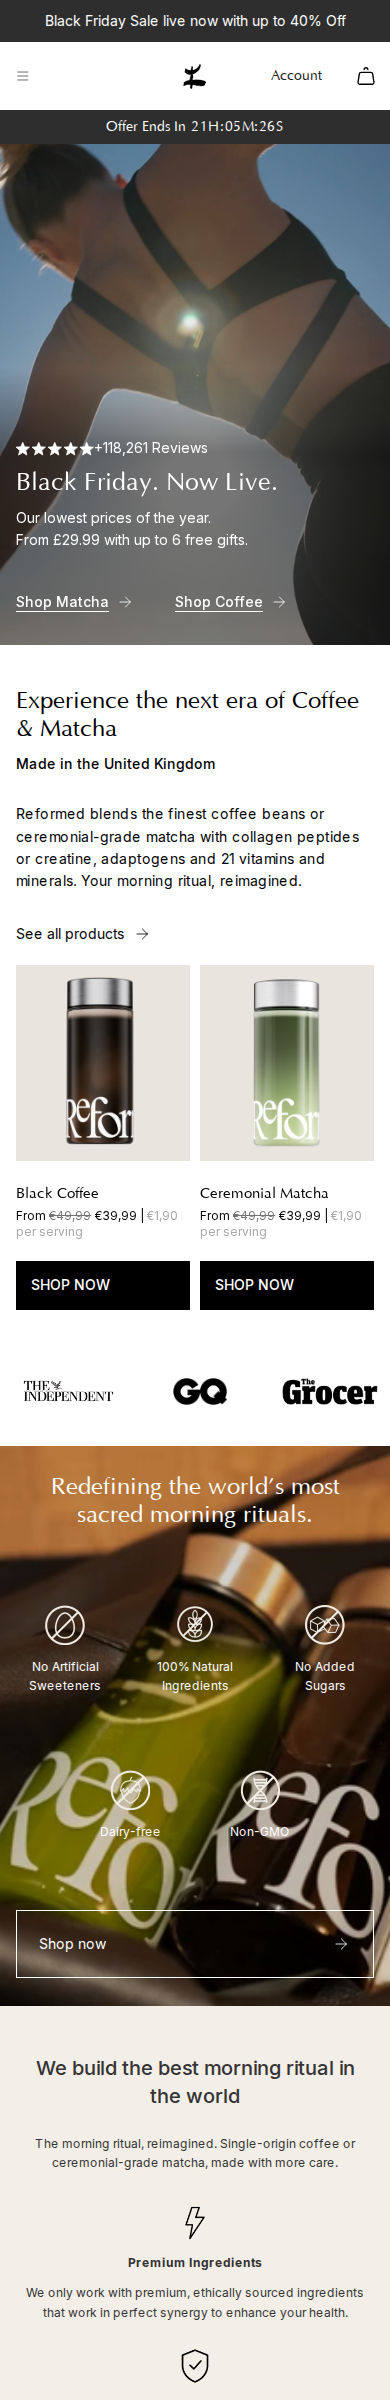 Black Friday Sale live now with up to 40% Off
Account
Offer Ends In 21H:05M:26S
+118,261 Reviews
Black Friday. Now Live.
Our lowest prices of the year.
From £29.99 with up to 6 free gifts.
Shop Matcha
Shop Coffee
Experience the next era of Coffee
& Matcha
Made in the United Kingdom
Reformed blends the finest coffee beans or
ceremonial-grade matcha with collagen peptides
or creatine, adaptogens and 21 vitamins and
minerals. Your morning ritual, reimagined.
See all products
Refor
Refor
Black Coffee
From €49,99 €39,99 | €1,90
per serving
SHOP NOW
Ceremonial Matcha
From €49,99 €39,99 | €1,90
per serving
SHOP NOW
THE
INDEPENDENT
GQ
The
Grocer
Redefining the world's most
sacred morning rituals.
No Artificial
Sweeteners
100% Natural
Ingredients
No Added
Sugars
Dairy-free
Non-GMO
Refo
Refo
Shop now
We build the best morning ritual in
the world
The morning ritual, reimagined. Single-origin coffee or
ceremonial-grade matcha, made with more care.
Premium Ingredients
We only work with premium, ethically sourced ingredients
that work in perfect synergy to enhance your health.